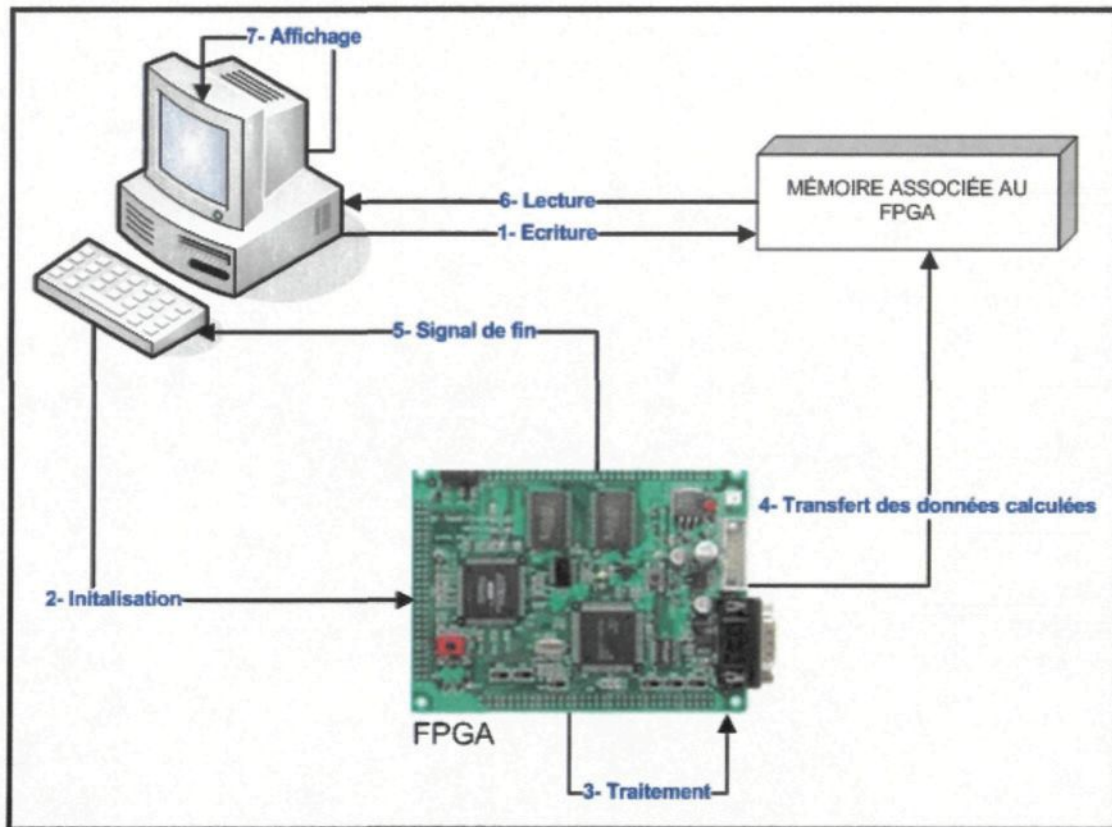 7- Affichage
MÉMOIRE ASSOCIÉE AU
FPGA
6- Lecture
1- Ecriture
5- Signal de fin
4- Transfert des données calculées
2- Initalisation
FPGA
3- Traitement